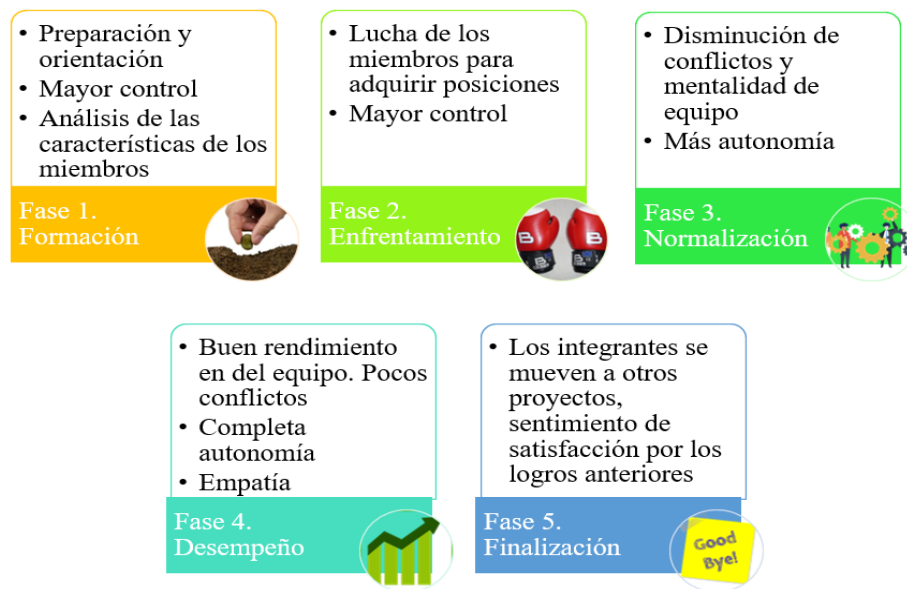 • Preparación y
orientación
• Mayor control
• Análisis de las
características de los
miembros
Fase 1.
Formación
• Lucha de los
miembros para
adquirir posiciones
• Mayor control
Fase 2.
Enfrentamiento
B
B
• Disminución de
conflictos y
mentalidad de
equipo
• Más autonomía
Fase 3.
Normalización
• Buen rendimiento
en del equipo. Pocos
conflictos
• Completa
autonomía
• Empatía
Fase 4.
Desempeño
• Los integrantes se
mueven a otros
proyectos,
sentimiento de
satisfacción por los
logros anteriores
Fase 5.
Finalización
Good
Bye!